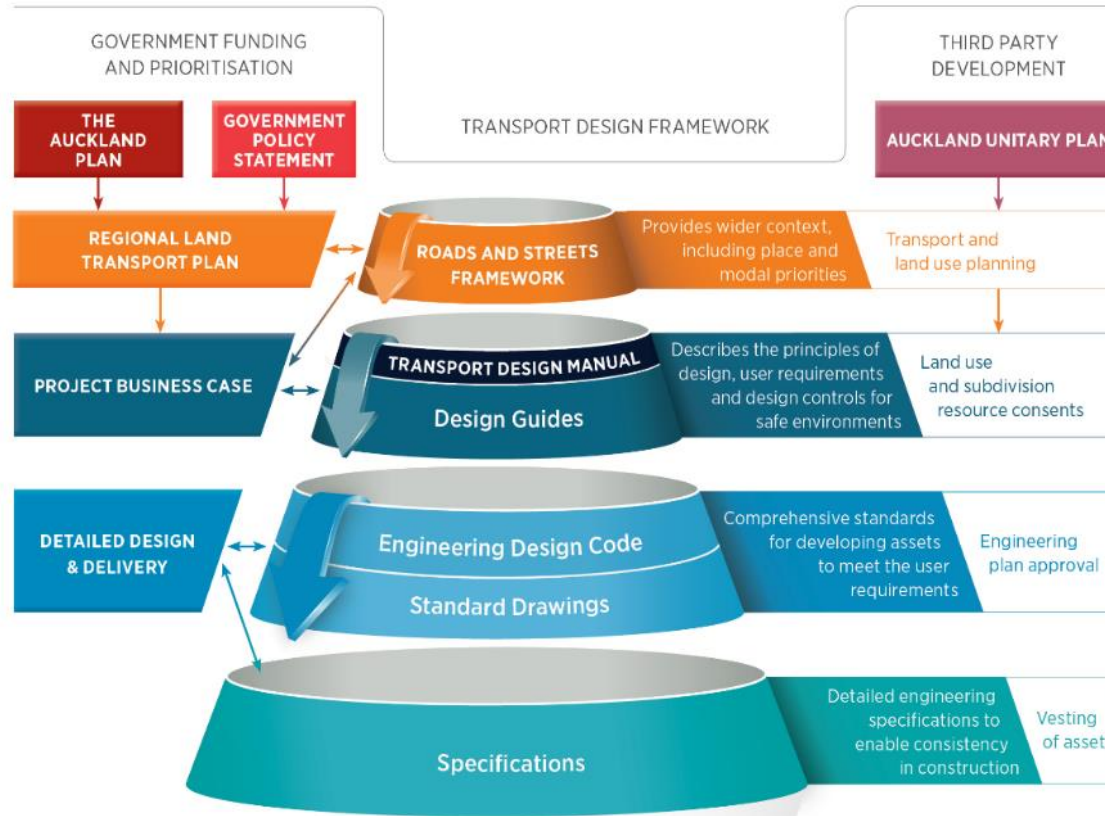 GOVERNMENT FUNDING
AND PRIORITISATION
TRANSPORT DESIGN FRAMEWORK
THIRD PARTY
DEVELOPMENT
THE
AUCKLAND
PLAN
GOVERNMENT
POLICY
STATEMENT
AUCKLAND UNITARY PLAN
REGIONAL LAND
TRANSPORT PLAN
ROADS AND STREETS
FRAMEWORK
Provides wider context,
including place and
modal priorities
Transport and
land use planning
PROJECT BUSINESS CASE
TRANSPORT DESIGN MANUAL
Design Guides
Describes the principles of
design, user requirements
and design controls for
safe environments
Land use
and subdivision
resource consents
DETAILED DESIGN
& DELIVERY
Engineering Design Code
Standard Drawings
Comprehensive standards
for developing assets
to meet the user
requirements
Engineering
plan approval
Specifications
Detailed engineering
specifications to
enable consistency
in construction
Vesting
of asset